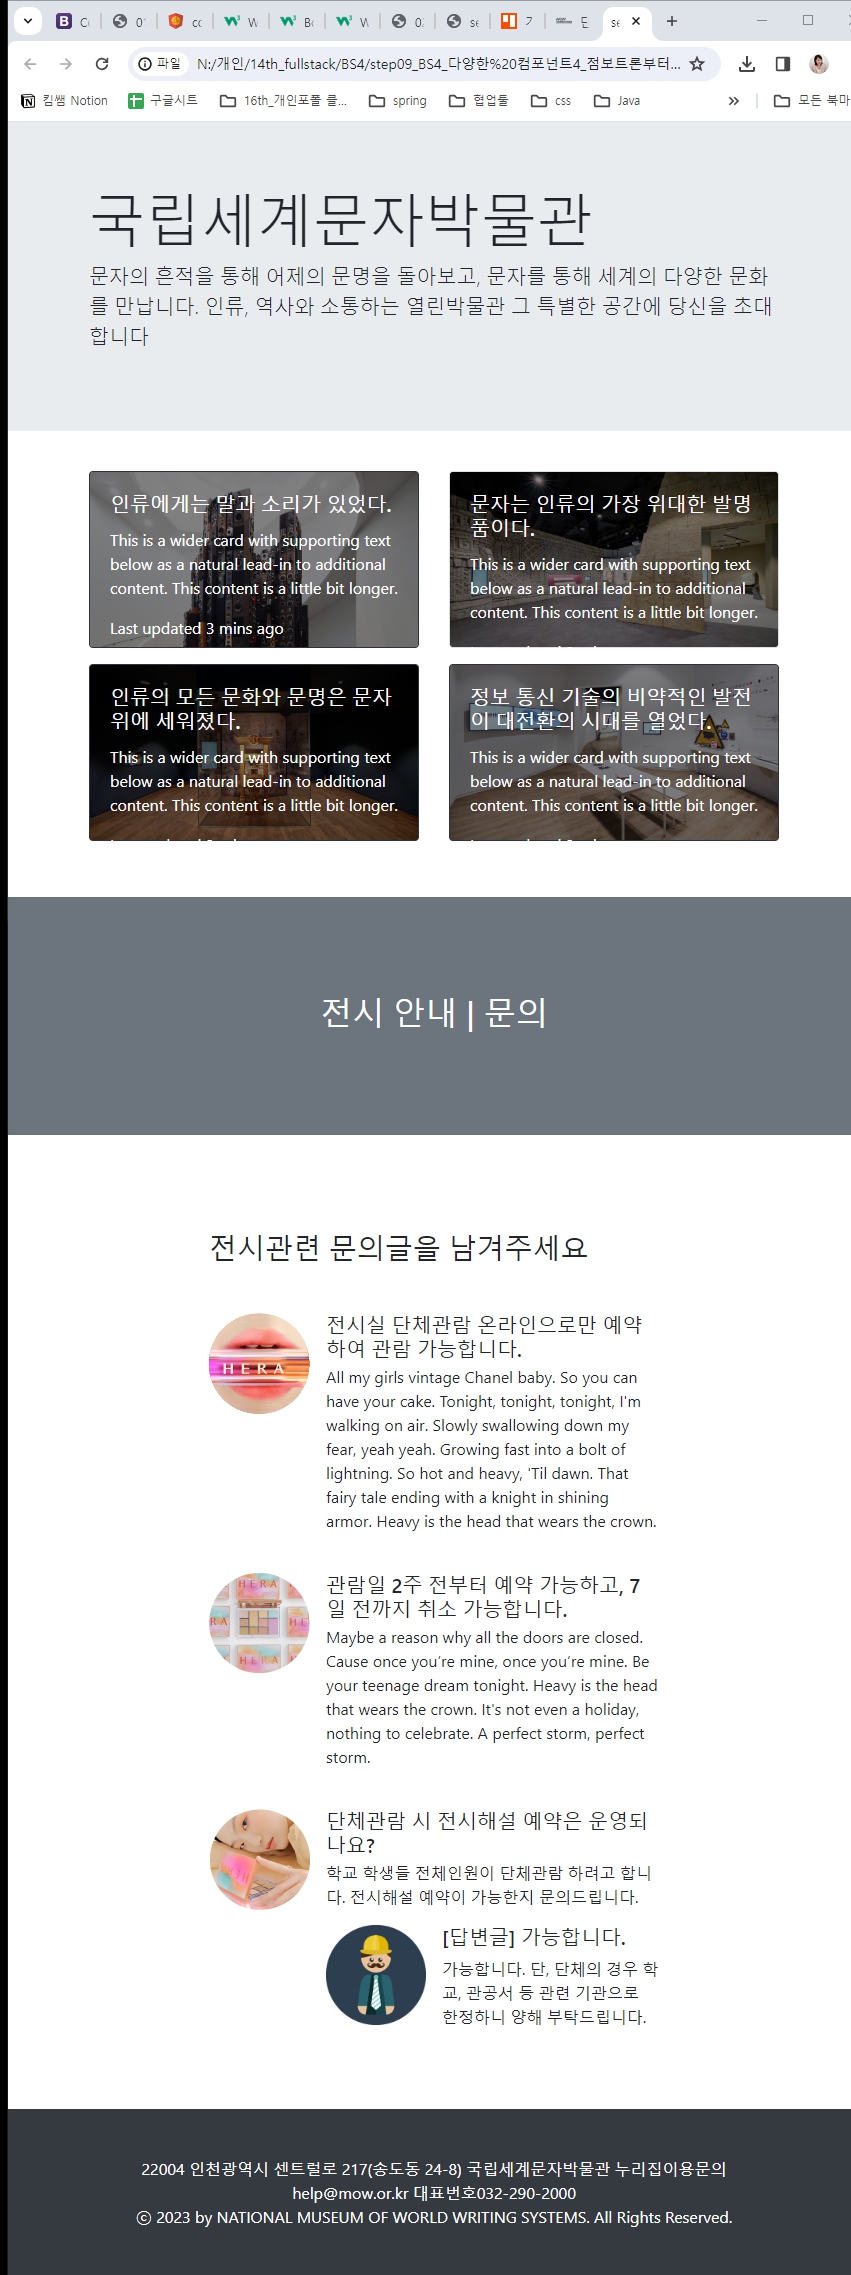 파일
N:/개인/14th_fullstack/BS4/step09_BS4_다양한%20컴포넌트4_점보트론부터...
킴쌤 Notion
구글시트
16th_개인포폴 클...
spring
협업툴
css
Java
모든 북마
국립세계문자박물관
문자의 흔적을 통해 어제의 문명을 돌아보고, 문자를 통해 세계의 다양한 문화
를 만납니다. 인류, 역사와 소통하는 열린박물관 그 특별한 공간에 당신을 초대
합니다
인류에게는 말과 소리가 있었다.
This is a wider card with supporting text
below as a natural lead-in to additional
content. This content is a little bit longer.
Last updated 3 mins ago
문자는 인류의 가장 위대한 발명
품이다.
This is a wider card with supporting text
below as a natural lead-in to additional
content. This content is a little bit longer.
인류의 모든 문화와 문명은 문자
위에 세워졌다.
This is a wider card with supporting text
below as a natural lead-in to additional
content. This content is a little bit longer.
정보 통신 기술의 비약적인 발전
이 대전환의 시대를 열었다.
This is a wider card with supporting text
below as a natural lead-in to additional
content. This content is a little bit longer.
전시 안내 | 문의
전시관련 문의글을 남겨주세요
HERA
전시실 단체관람 온라인으로만 예약
하여 관람 가능합니다.
All my girls vintage Chanel baby. So you can
have your cake. Tonight, tonight, tonight, I'm
walking on air. Slowly swallowing down my
fear, yeah yeah. Growing fast into a bolt of
lightning. So hot and heavy, 'Til dawn. That
fairy tale ending with a knight in shining
armor. Heavy is the head that wears the crown.
HERA
관람일 2주 전부터 예약 가능하고, 7
일 전까지 취소 가능합니다.
Maybe a reason why all the doors are closed.
Cause once you’re mine, once you’re mine. Be
your teenage dream tonight. Heavy is the head
that wears the crown. It's not even a holiday,
nothing to celebrate. A perfect storm, perfect
storm.
단체관람 시 전시해설 예약은 운영되
나요?
학교 학생들 전체인원이 단체관람 하려고 합니
다. 전시해설 예약이 가능한지 문의드립니다.
[답변글] 가능합니다.
가능합니다. 단, 단체의 경우 학
교, 관공서 등 관련 기관으로
한정하니 양해 부탁드립니다.
22004 인천광역시 센트럴로 217(송도동 24-8) 국립세계문자박물관 누리집이용문의
help@mow.or.kr 대표번호032-290-2000
ⓒ 2023 by NATIONAL MUSEUM OF WORLD WRITING SYSTEMS. All Rights Reserved.